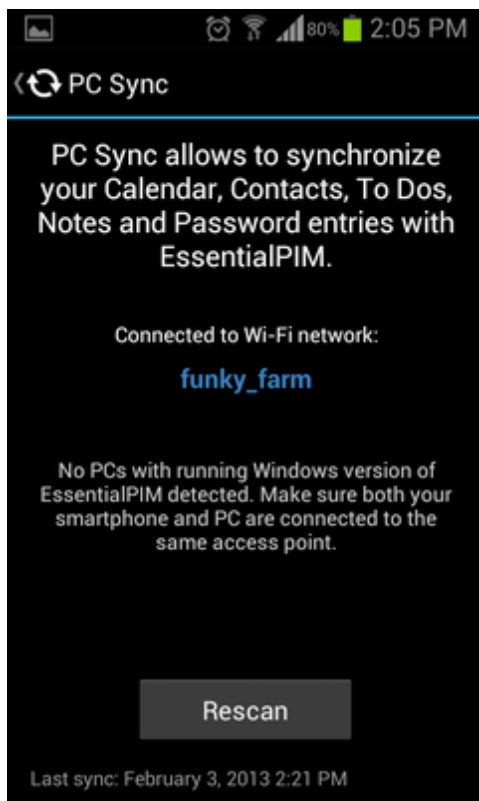 80% 2:05 PM
PC Sync
PC Sync allows to synchronize
your Calendar, Contacts, To Dos,
Notes and Password entries with
EssentialPIM.
Connected to Wi-Fi network:
funky_farm
No PCs with running Windows version of
EssentialPIM detected. Make sure both your
smartphone and PC are connected to the
same access point.
Rescan
Last sync: February 3, 2013 2:21 PM